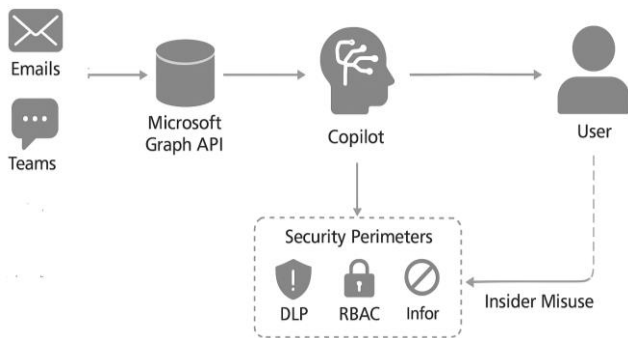 Emails
Teams
Microsoft
Graph API
Copilot
User
Security Perimeters
DLP
RBAC
Infor
Insider Misuse